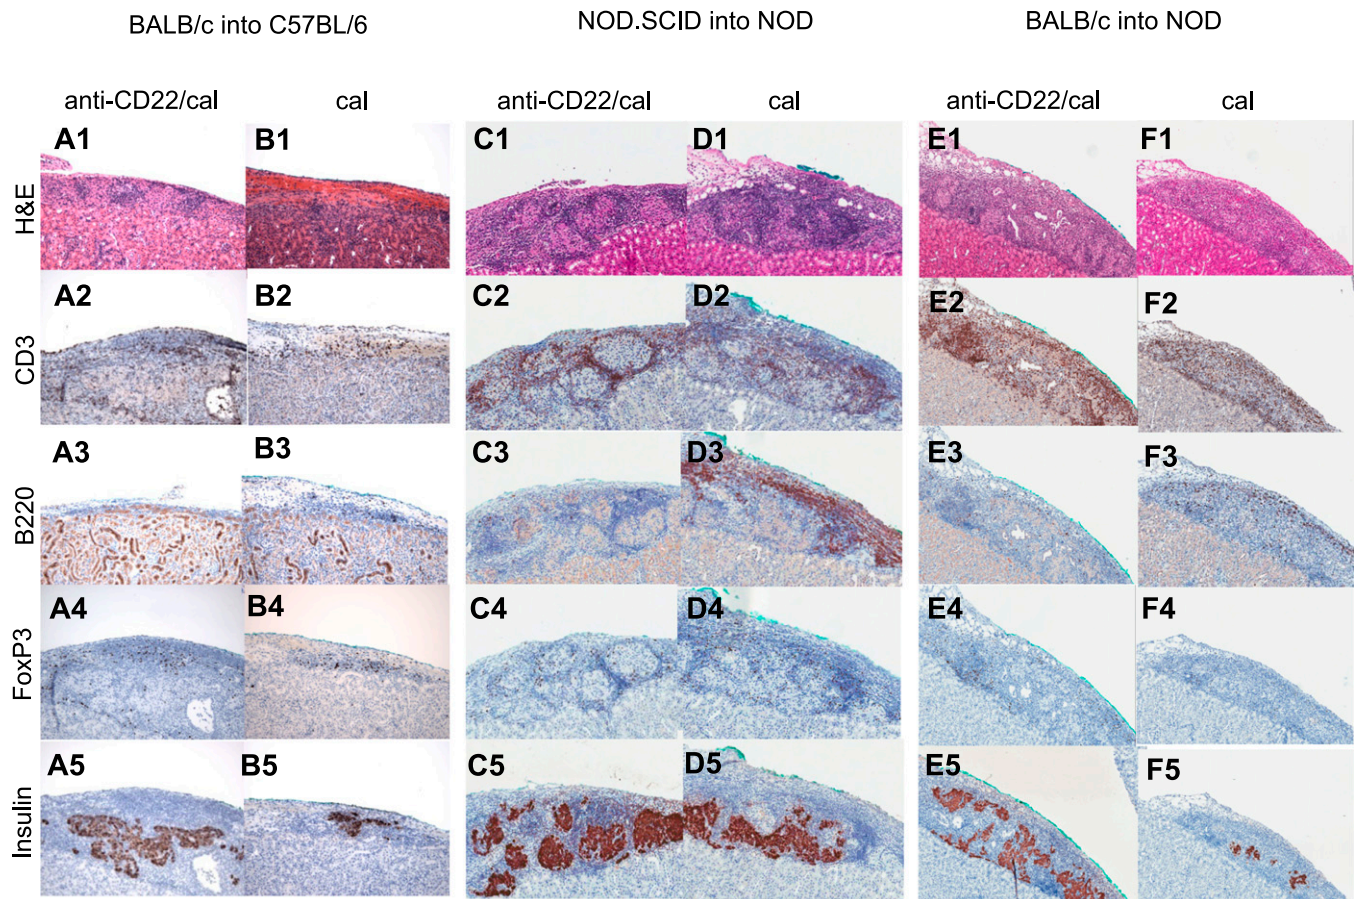 BALB/c into C57BL/6 NOD.SCID into NOD BALB/c into NOD
anti-CD22/cal cal anti-CD22/cal cal anti-CD22/cal cal
H&E A1 B1 C1 D1 E1 F1
CD3 A2 B2 C2 D2 E2 F2
B220 A3 B3 C3 D3 E3 F3
FoxP3 A4 B4 C4 D4 E4 F4
Insulin A5 B5 C5 D5 E5 F5